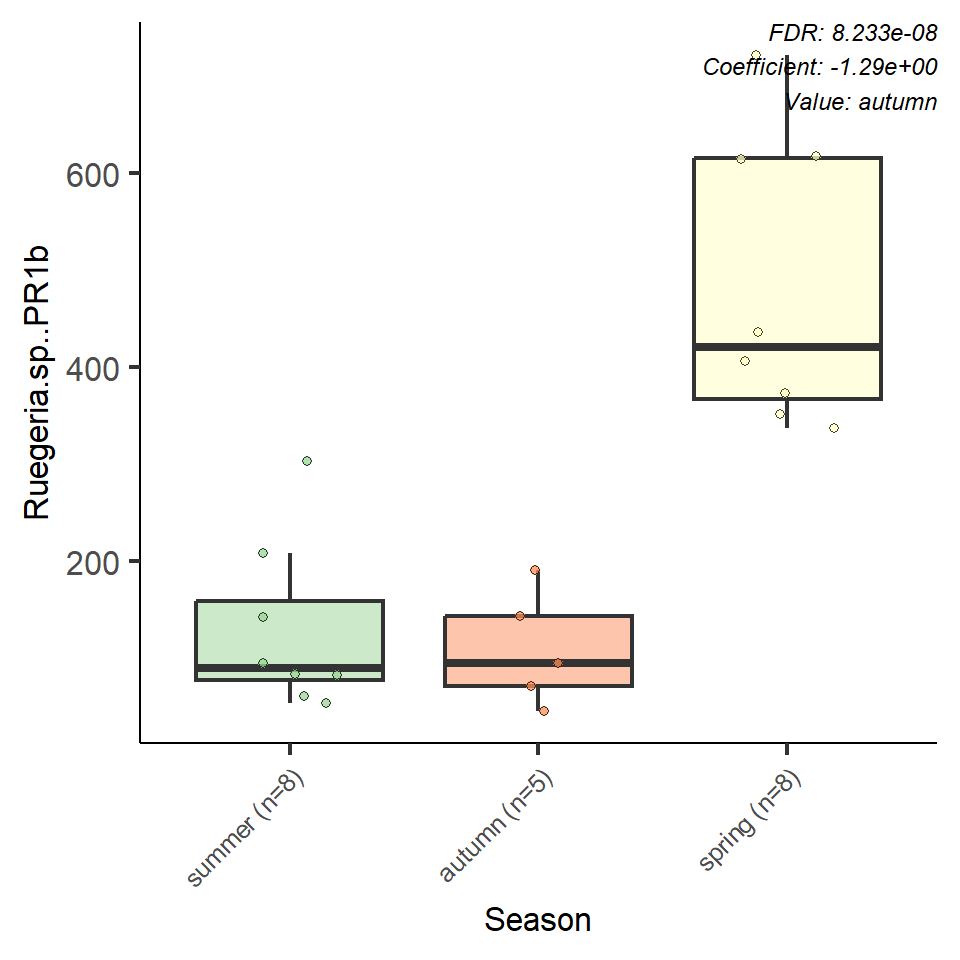 FDR: 8.233e-08
Coefficient: -1.29e+00
Value: autumn
600
400
200
Ruegeria.sp..PR1b
summer (n=8)
autumn (n=5)
spring (n=8)
Season